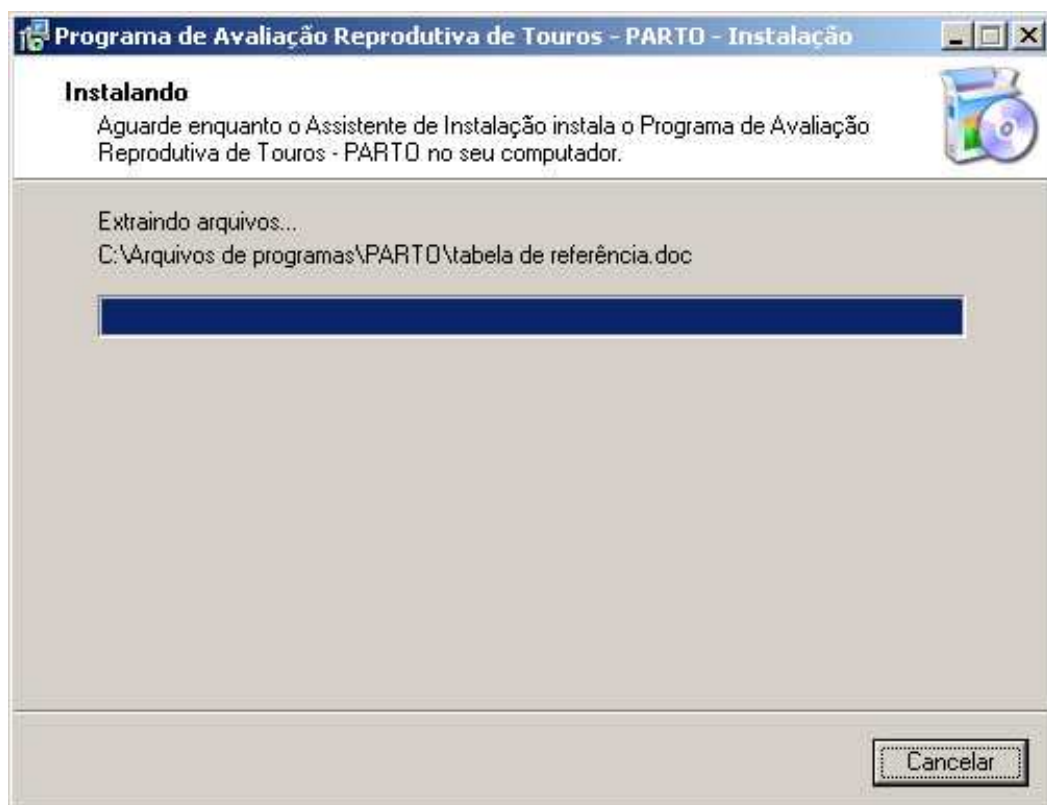 Programa de Avaliação Reprodutiva de Touros - PARTO - Instalação
Instalando
Aguarde enquanto o Assistente de Instalação instala o Programa de Avaliação
Reprodutiva de Touros - PARTO no seu computador.
Extraindo arquivos...
C:\Arquivos de programas\PARTO\tabela de referência.doc
Cancelar